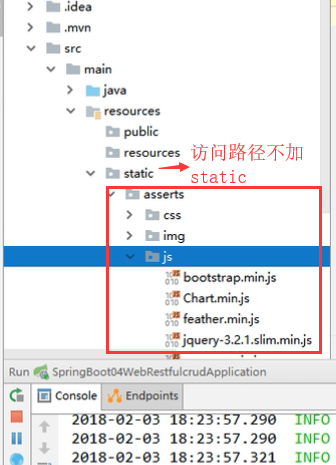 .idea
.mvn
src
main
java
resources
public
resources
static
访问路径不加
static
asserts
css
img
js
bootstrap.min.js
Chart.min.js
feather.min.js
jquery-3.2.1.slim.min.js
Run SpringBoot04WebRestfulcrudApplication
Console Endpoints
2018-02-03 18:23:57.290 INFO
2018-02-03 18:23:57.290 INFO
2018-02-03 18:23:57.321 INFO